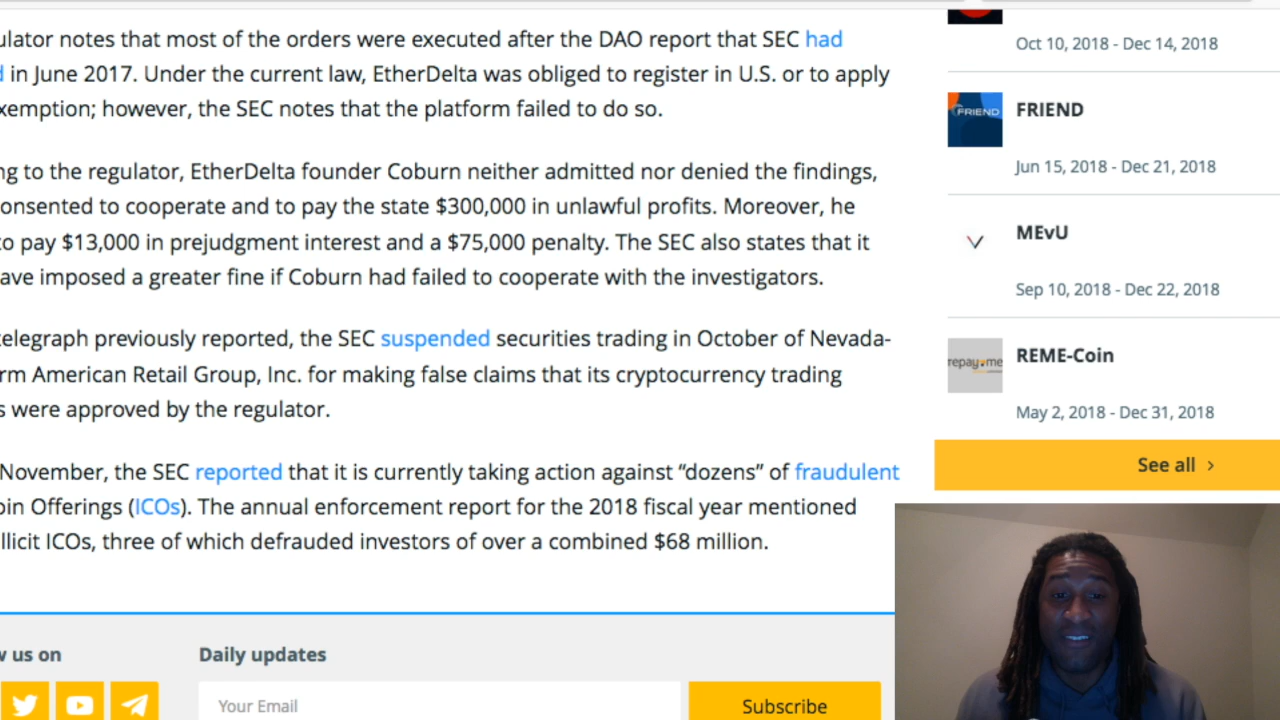 ulator notes that most of the orders were executed after the DAO report that SEC had
d in June 2017. Under the current law, EtherDelta was obliged to register in U.S. or to apply
xemption; however, the SEC notes that the platform failed to do so.
ng to the regulator, EtherDelta founder Coburn neither admitted nor denied the findings,
onsented to cooperate and to pay the state $300,000 in unlawful profits. Moreover, he
to pay $13,000 in prejudgment interest and a $75,000 penalty. The SEC also states that it
ave imposed a greater fine if Coburn had failed to cooperate with the investigators.
telegraph previously reported, the SEC suspended securities trading in October of Nevada-
rm American Retail Group, Inc. for making false claims that its cryptocurrency trading
s were approved by the regulator.
November, the SEC reported that it is currently taking action against “dozens” of fraudulent
oin Offerings (ICOs). The annual enforcement report for the 2018 fiscal year mentioned
llicit ICOs, three of which defrauded investors of over a combined $68 million.
w us on
Daily updates
Your Email
Subscribe
Oct 10, 2018 - Dec 14, 2018
FRIEND
FRIEND
Jun 15, 2018 - Dec 21, 2018
MEvU
Sep 10, 2018 - Dec 22, 2018
repay me
REME-Coin
May 2, 2018 - Dec 31, 2018
See all